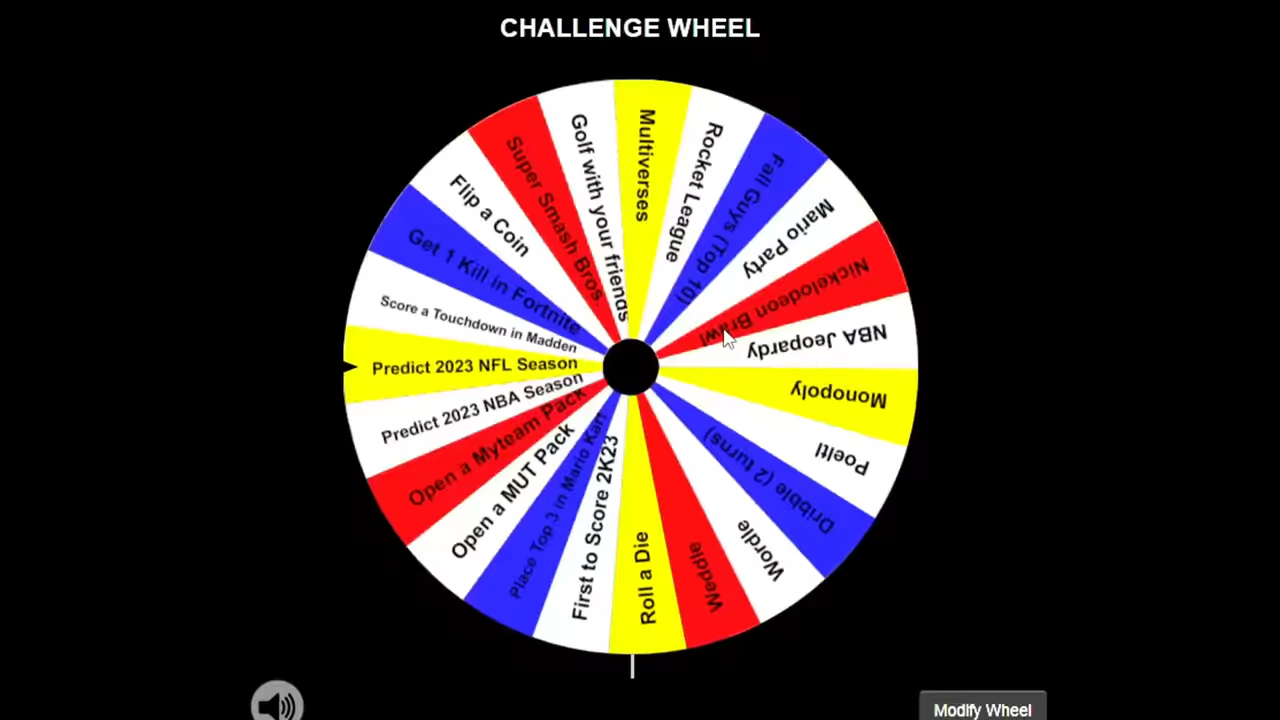 CHALLENGE WHEEL
Multiverses
Rocket League
Fall Guys (Top 10)
Mario Party
Nickelodeon Brawl
NBA Jeopardy
Monopoly
Poelt!
Dribble (2 turns)
Wordle
Weddle
Roll a Die
First to Score 2K23
Place Top 3 in Mario Kart
Open a MUT Pack
Open a Myteam Pack
Predict 2023 NBA Season
Predict 2023 NFL Season
Score a Touchdown in Madden
Get 1 Kill in Fortnite
Flip a Coin
Super Smash Bros.
Golf with your friends
Modify Wheel